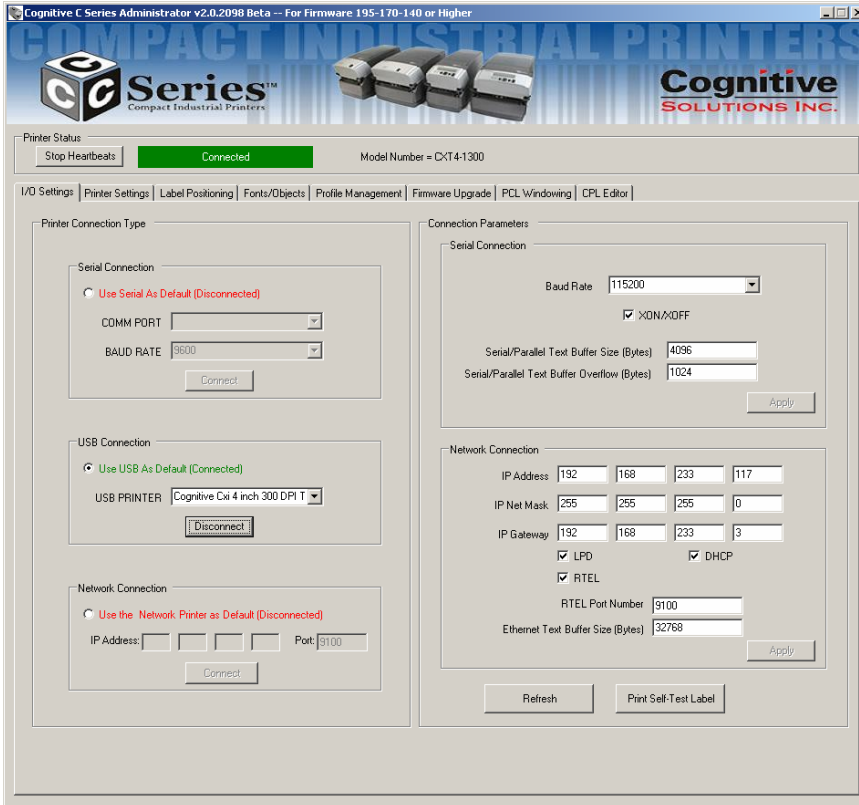 Cognitive C Series Administrator v2.0.2098 Beta -- For Firmware 195-170-140 or Higher
COMPACT INDUSTRIAL PRINTERS
C C C Series™
Compact Industrial Printers
Cognitive
SOLUTIONS INC.
Printer Status
Stop Heartbeats Connected Model Number = CXT4-1300
I/O Settings Printer Settings Label Positioning Fonts/Objects Profile Management Firmware Upgrade PCL Windowing CPL Editor
Printer Connection Type
Serial Connection
Use Serial As Default (Disconnected)
COMM PORT
BAUD RATE 9600
Connect
USB Connection
Use USB As Default (Connected)
USB PRINTER Cognitive Cxi 4 inch 300 DPI T
Disconnect
Network Connection
Use the Network Printer as Default (Disconnected)
IP Address: Port: 9100
Connect
Connection Parameters
Serial Connection
Baud Rate 115200
XON/XOFF
Serial/Parallel Text Buffer Size (Bytes) 4096
Serial/Parallel Text Buffer Overflow (Bytes) 1024
Apply
Network Connection
IP Address 192 168 233 117
IP Net Mask 255 255 255 0
IP Gateway 192 168 233 3
LPD DHCP
RTEL
RTEL Port Number 9100
Ethernet Text Buffer Size (Bytes) 32768
Apply
Refresh Print Self-Test Label